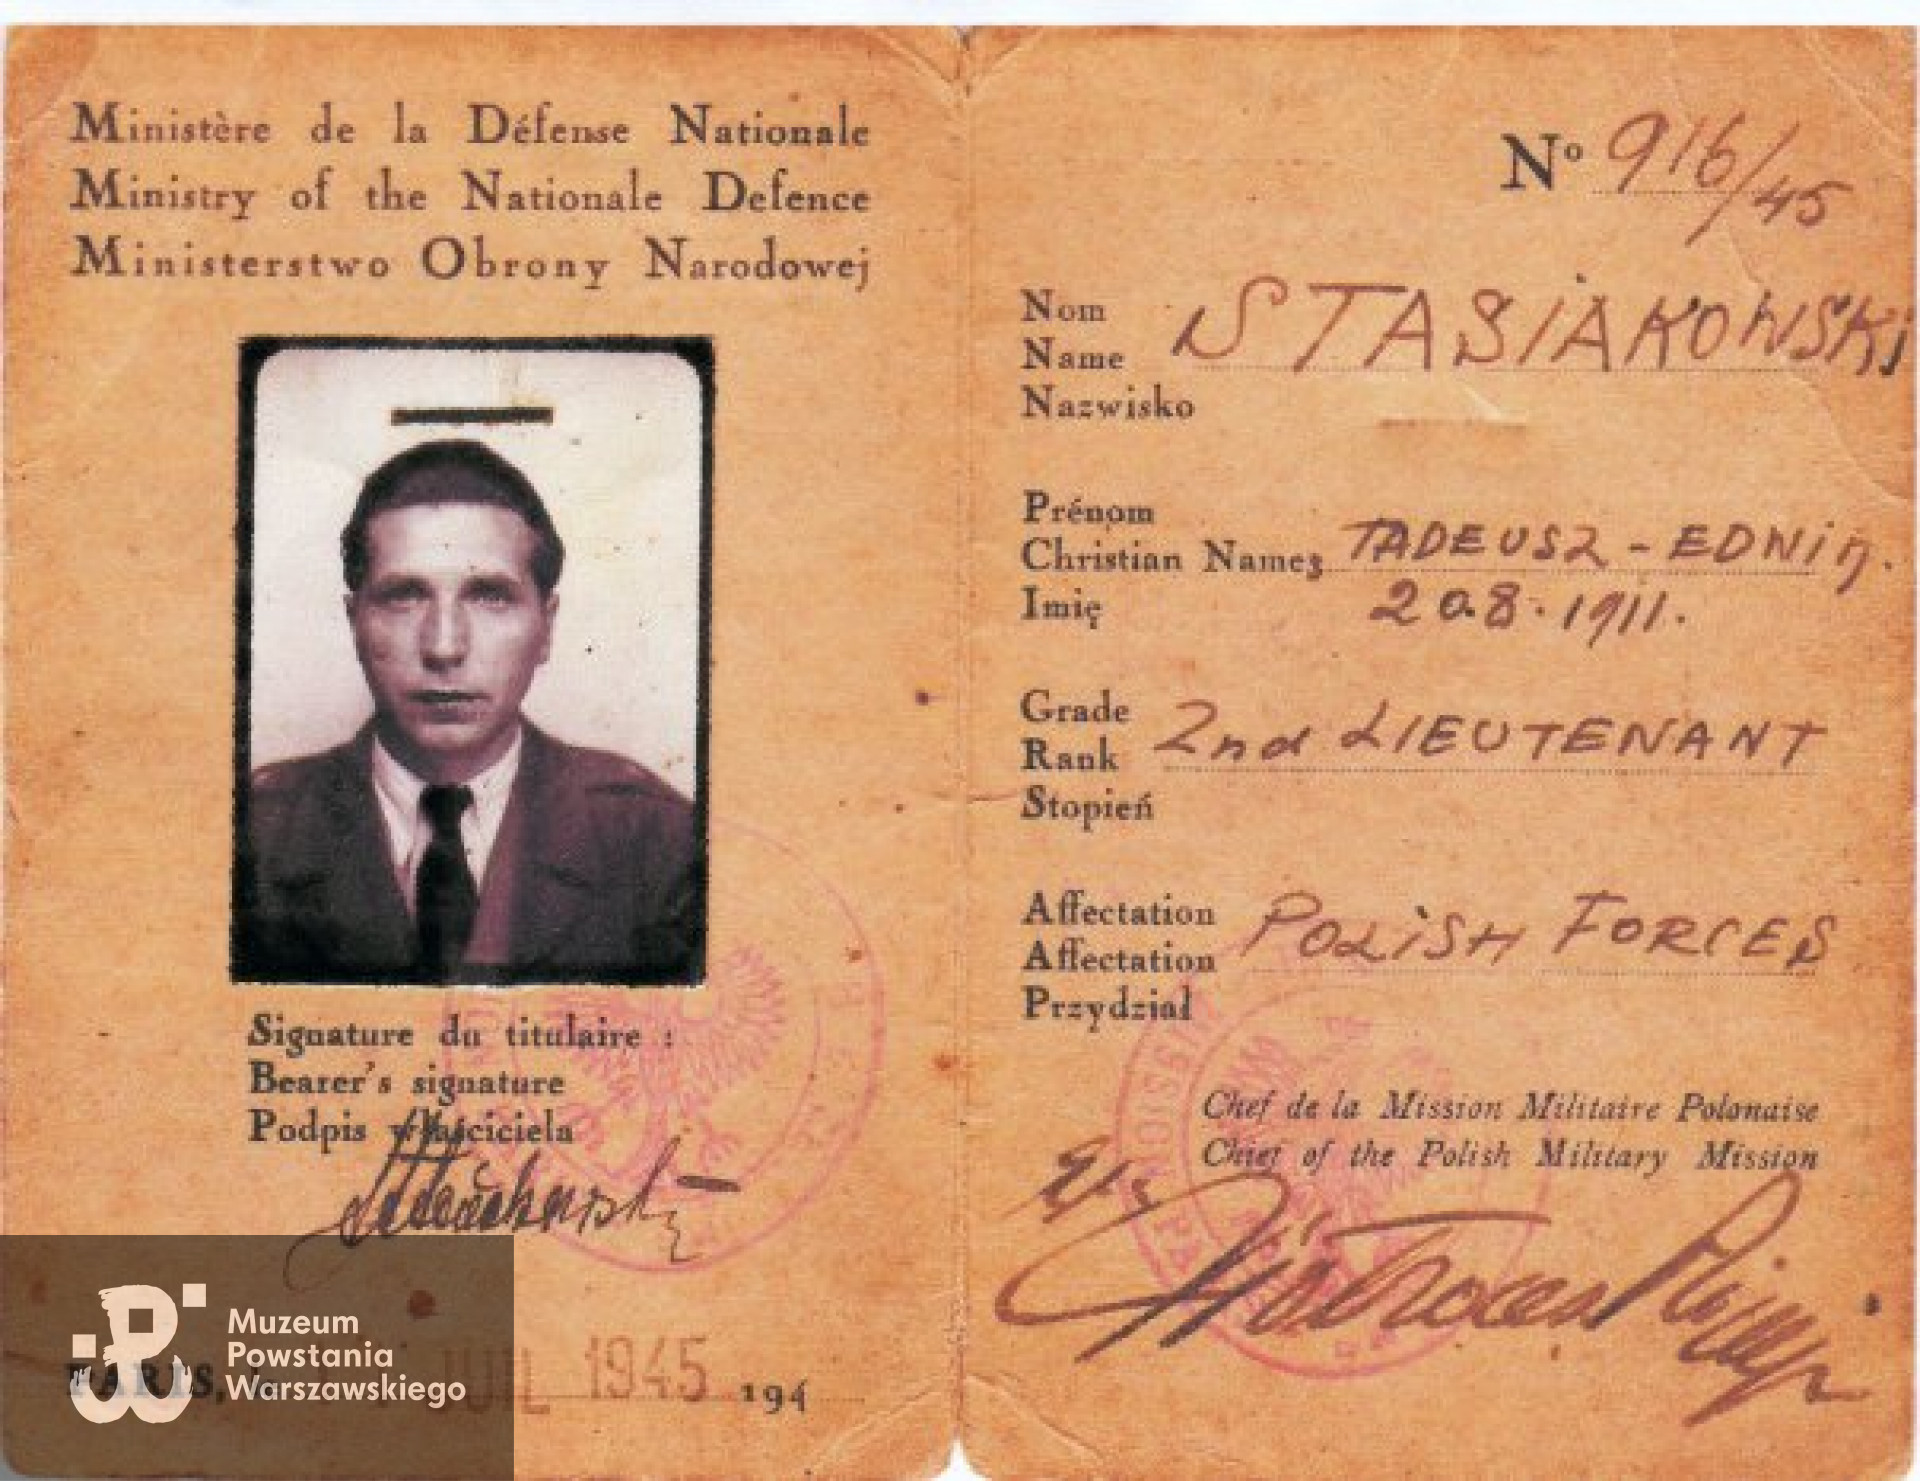 Ministère de la Défense Nationale
Ministry of the Nationale Defence
Ministerstwo Obrony Narodowej
Signature du titulaire :
Bearer's signature
Podpis właściciela
PARIS,
JUIL 1945 194
Muzeum
Powstania
Warszawskiego
No 916/45
Nom
Name STASIAKOWSKI
Nazwisko
Prénom
Christian Names TADEUSZ - EDWIN.
Imię 20.8.1911.
Grade
Rank 2nd LIEUTENANT
Stopień
Affectation
Affectation POLISH FORCES
Przydział
Chef de la Mission Militaire Polonaise
Chief of the Polish Military Mission